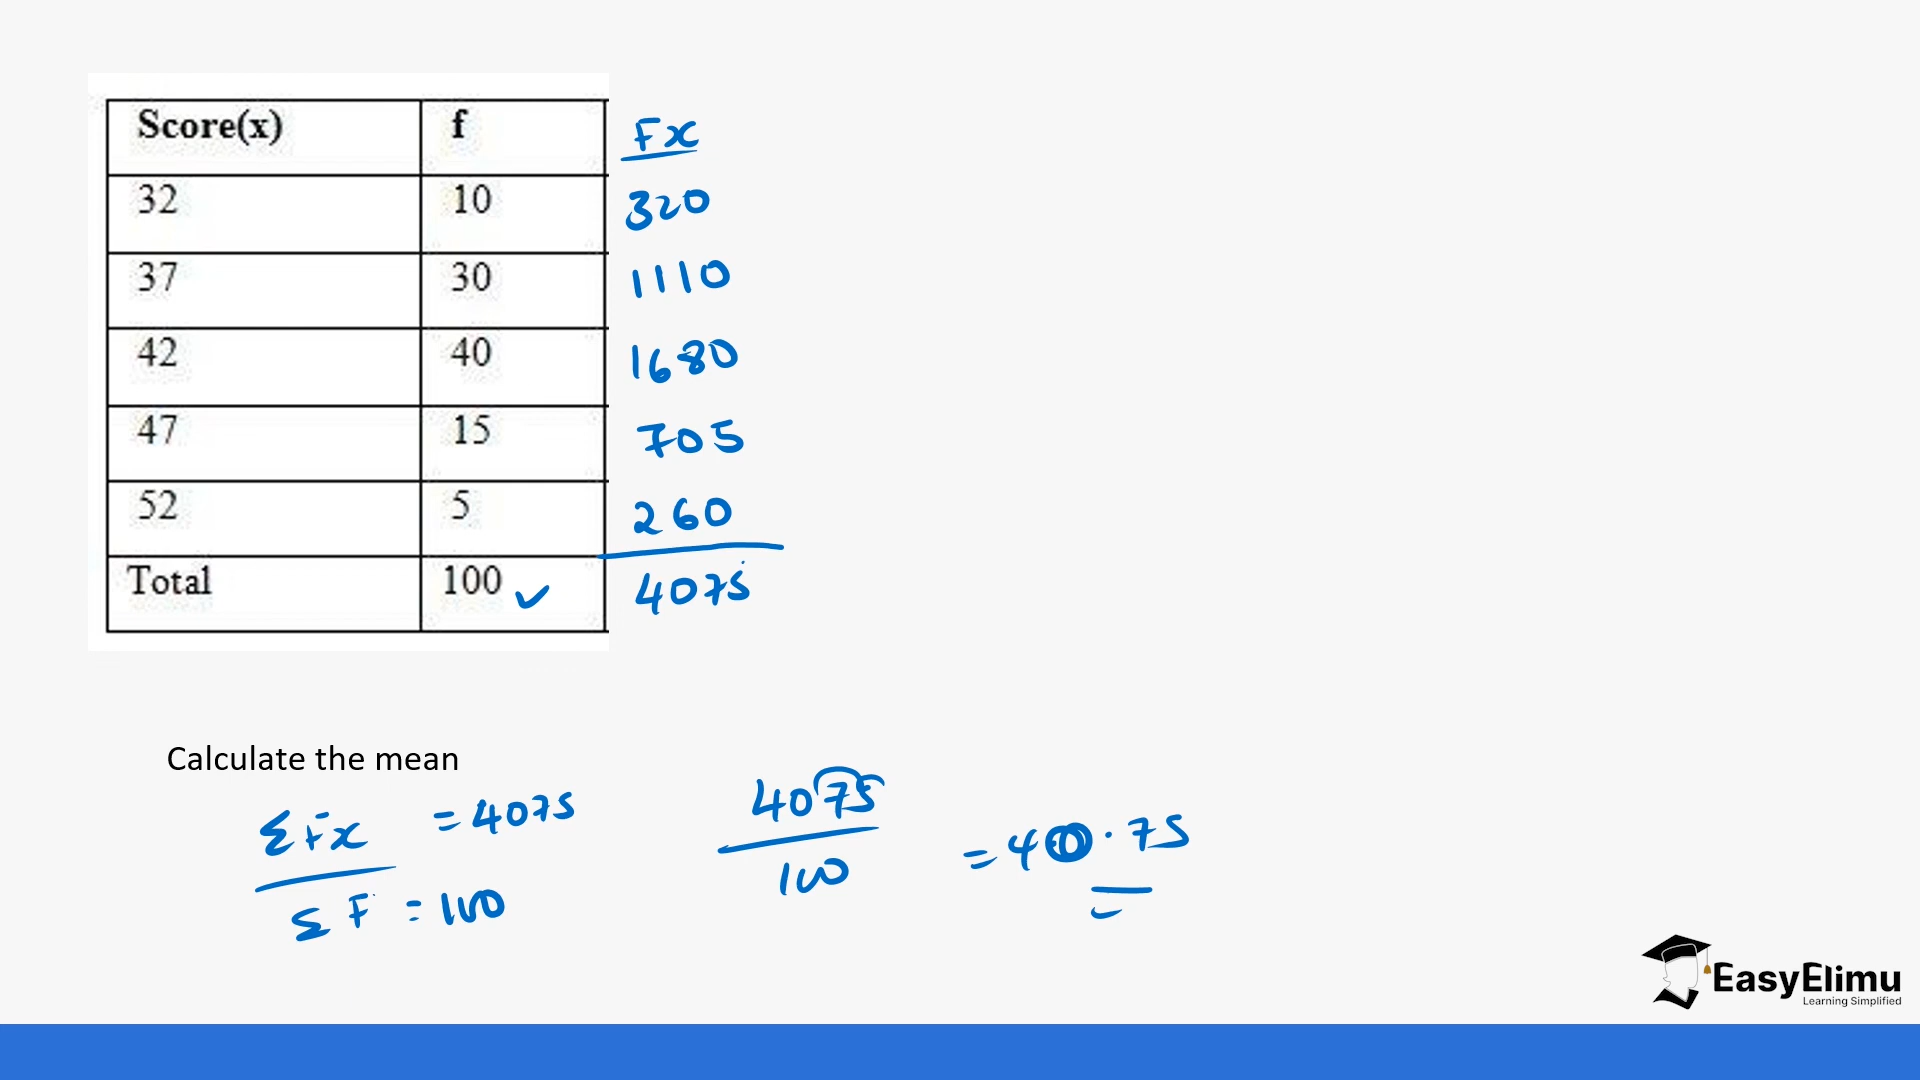 Score(x) f Fx
32 10 320
37 30 1110
42 40 1680
47 15 705
52 5 260
Total 100 ✓ 4075
Calculate the mean
ΣFx = 4075
ΣF = 100
4075
100
= 40.75
EasyElimu
Learning Simplified